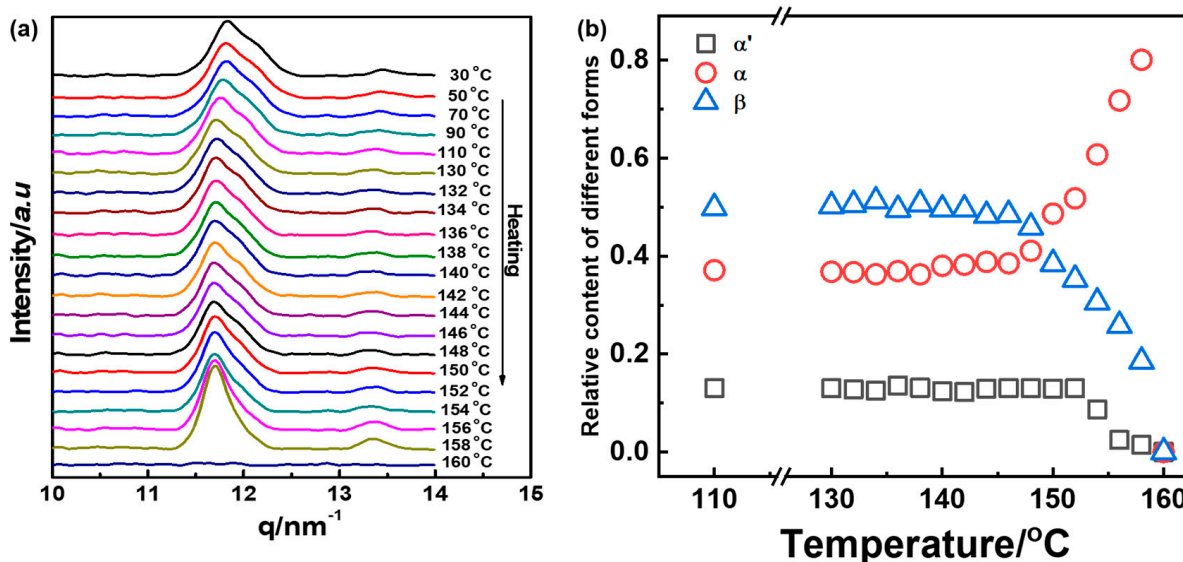 (a)
Intensity/a.u
30 °C
50 °C
70 °C
90 °C
110 °C
130 °C
132 °C
134 °C
136 °C
138 °C
140 °C
142 °C
144 °C
146 °C
148 °C
150 °C
152 °C
154 °C
156 °C
158 °C
160 °C
Heating
10 11 12 13 14 15
q/nm-1
(b)
Relative content of different forms
0.8
0.6
0.4
0.2
0.0
α'
α
β
110 130 140 150 160
Temperature/°C